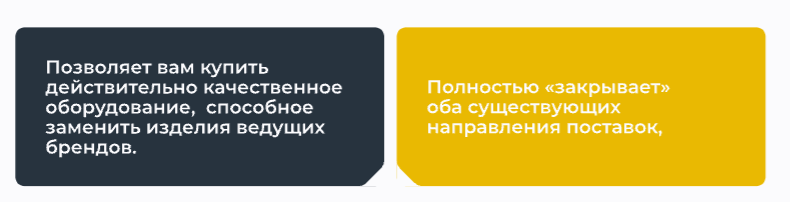 Позволяет вам купить
действительно качественное
оборудование,  способное
заменить изделия ведущих
брендов.
Полностью «закрывает»
оба существующих
направления поставок,